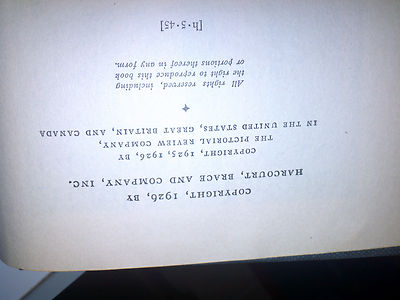 COPYRIGHT, 1926, BY
HARCOURT, BRACE AND COMPANY, INC.
COPYRIGHT, 1925, 1926, BY
THE PICTORIAL REVIEW COMPANY,
IN THE UNITED STATES, GREAT BRITAIN, AND CANADA
All rights reserved, including
the right to reproduce this book
or portions thereof in any form.
[h·5·45]